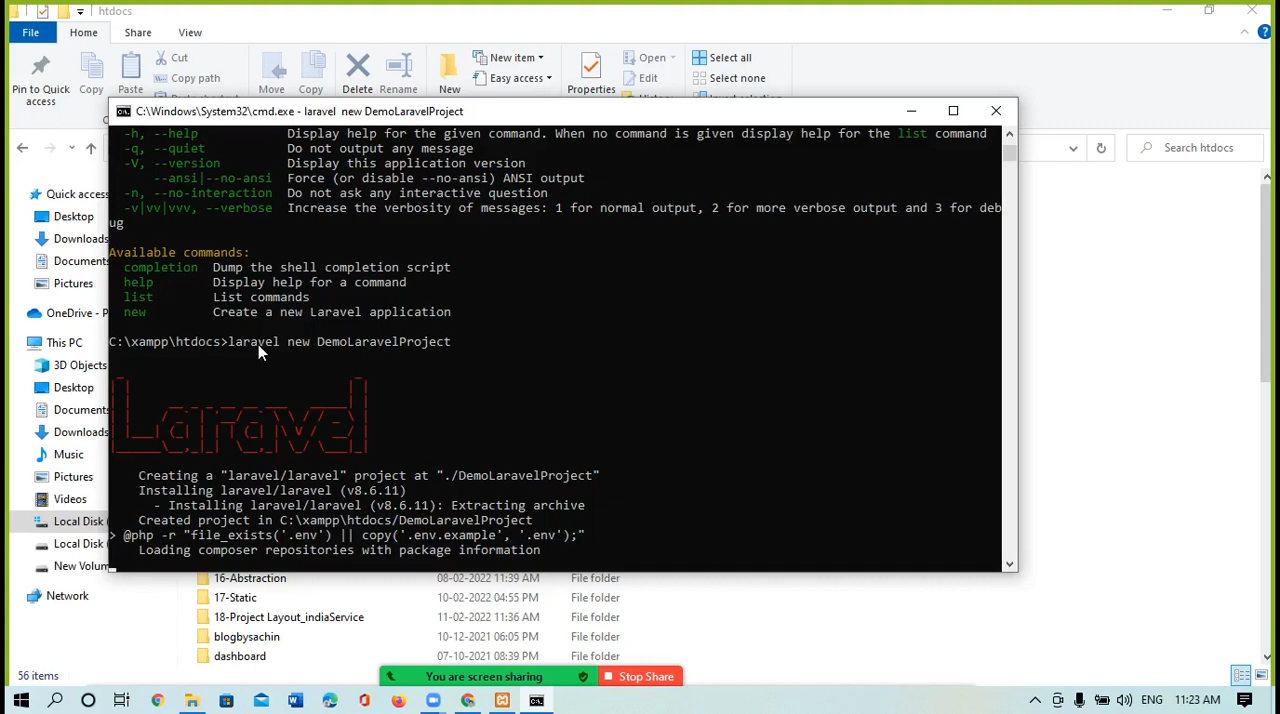 htdocs
File
Home
Share
View
Pin to Quick access
Copy
Paste
Cut
Copy path
Move
Copy
Delete
Rename
New
New item
Easy access
Properties
Open
Edit
Select all
Select none
C:\Windows\System32\cmd.exe - laravel  new DemoLaravelProject
-h, --help            Display help for the given command. When no command is given display help for the list command
-q, --quiet           Do not output any message
-V, --version         Display this application version
--ansi|--no-ansi  Force (or disable --no-ansi) ANSI output
-n, --no-interaction  Do not ask any interactive question
-v|vv|vvv, --verbose  Increase the verbosity of messages: 1 for normal output, 2 for more verbose output and 3 for deb
ug
Available commands:
completion  Dump the shell completion script
help        Display help for a command
list        List commands
new         Create a new Laravel application
C:\xampp\htdocs>laravel new DemoLaravelProject
Laravel
Creating a "laravel/laravel" project at "./DemoLaravelProject"
Installing laravel/laravel (v8.6.11)
- Installing laravel/laravel (v8.6.11): Extracting archive
Created project in C:\xampp\htdocs/DemoLaravelProject
> @php -r "file_exists('.env') || copy('.env.example', '.env');"
Loading composer repositories with package information
Search htdocs
Quick access
Desktop
Downloads
Documents
Pictures
OneDrive - P
This PC
3D Objects
Desktop
Documents
Downloads
Music
Pictures
Videos
Local Disk (
Local Disk (
New Volum
Network
16-Abstraction 08-02-2022 11:39 AM File folder
17-Static 10-02-2022 04:55 PM File folder
18-Project Layout_indiaService 11-02-2022 11:36 AM File folder
blogbysachin 10-12-2021 06:05 PM File folder
dashboard 07-10-2021 08:39 PM File folder
56 items
You are screen sharing
Stop Share
ENG
11:23 AM